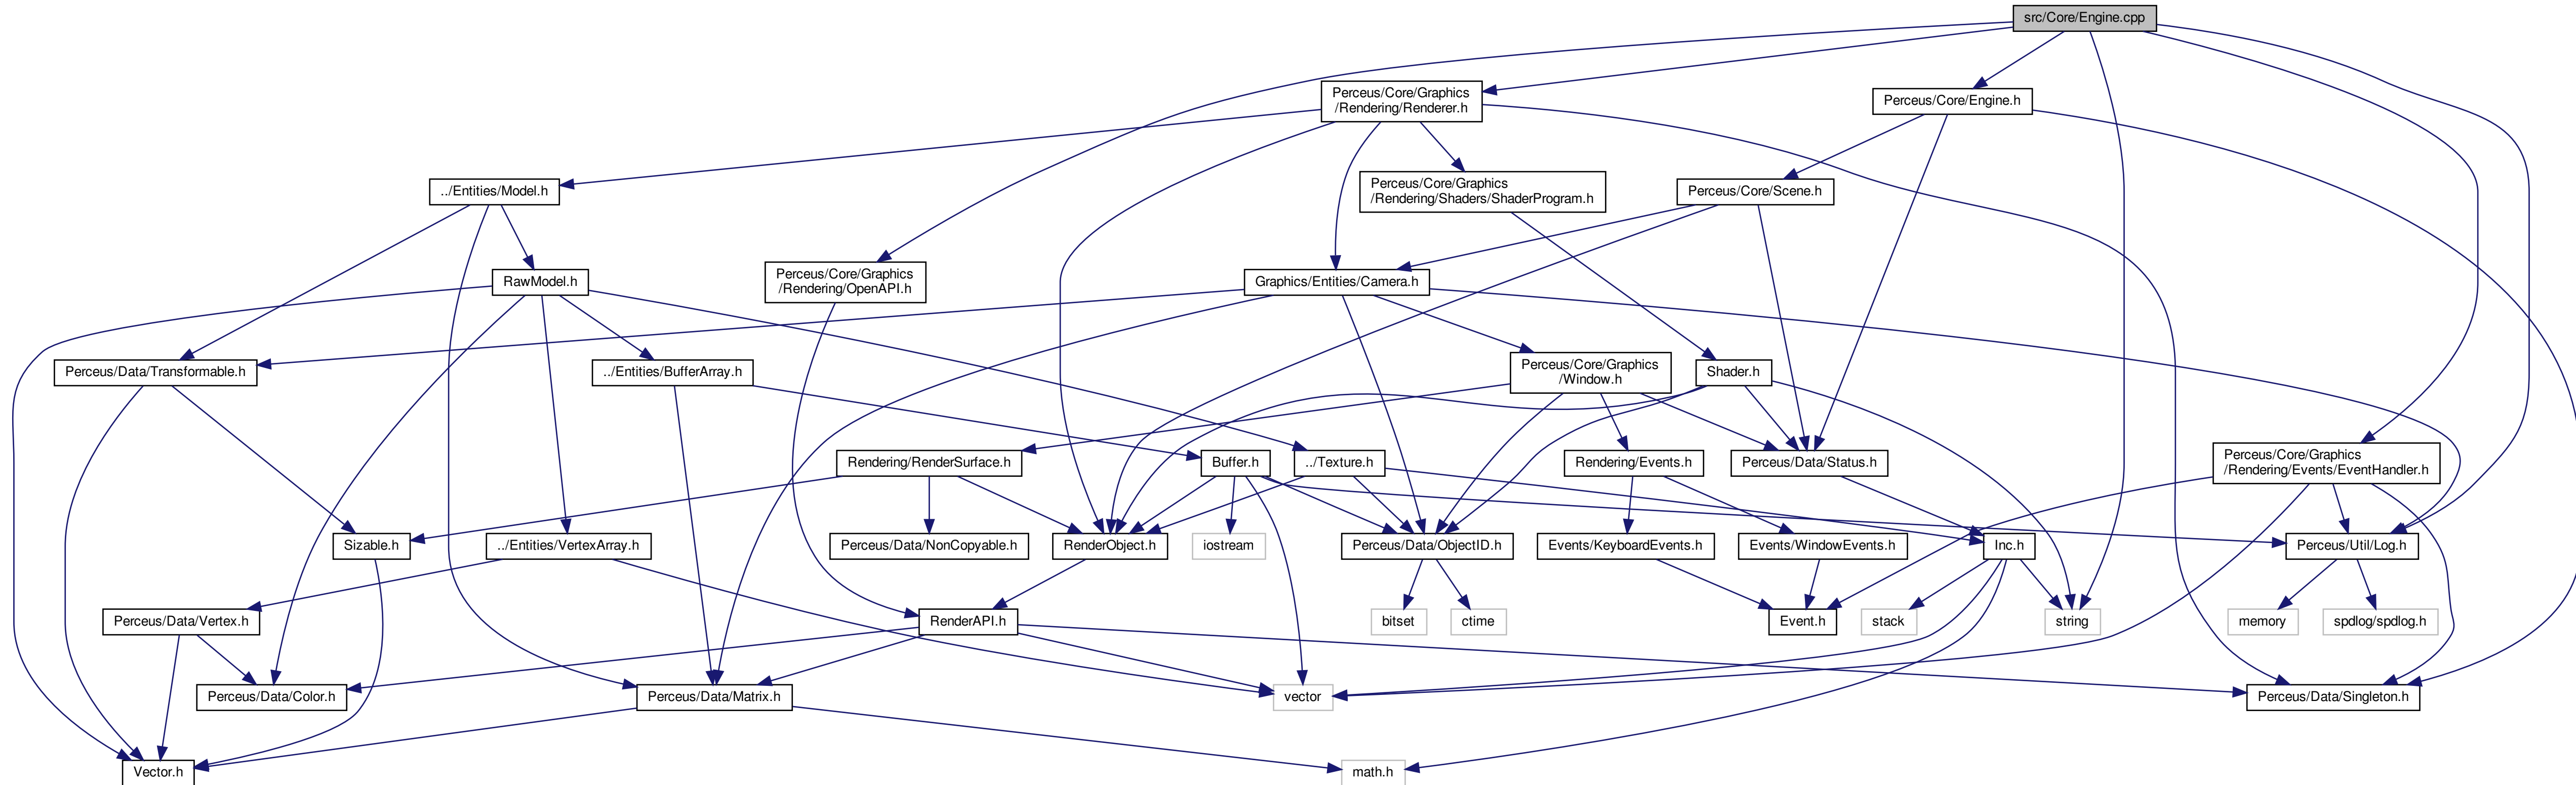 src/Core/Engine.cpp
Perceus/Core/Graphics
/Rendering/Renderer.h
Perceus/Core/Engine.h
../Entities/Model.h
Perceus/Core/Graphics
/Rendering/Shaders/ShaderProgram.h
Perceus/Core/Scene.h
Perceus/Core/Graphics
/Rendering/OpenAPI.h
RawModel.h
Graphics/Entities/Camera.h
Perceus/Data/Transformable.h
../Entities/BufferArray.h
Perceus/Core/Graphics
/Window.h
Shader.h
Rendering/RenderSurface.h
Buffer.h
../Texture.h
Rendering/Events.h
Perceus/Data/Status.h
Perceus/Core/Graphics
/Rendering/Events/EventHandler.h
Sizable.h
../Entities/VertexArray.h
Perceus/Data/NonCopyable.h
RenderObject.h
iostream
Perceus/Data/ObjectID.h
Events/KeyboardEvents.h
Events/WindowEvents.h
Inc.h
Perceus/Util/Log.h
Perceus/Data/Vertex.h
RenderAPI.h
bitset
ctime
Event.h
stack
string
memory
spdlog/spdlog.h
Perceus/Data/Color.h
Perceus/Data/Matrix.h
vector
Perceus/Data/Singleton.h
Vector.h
math.h